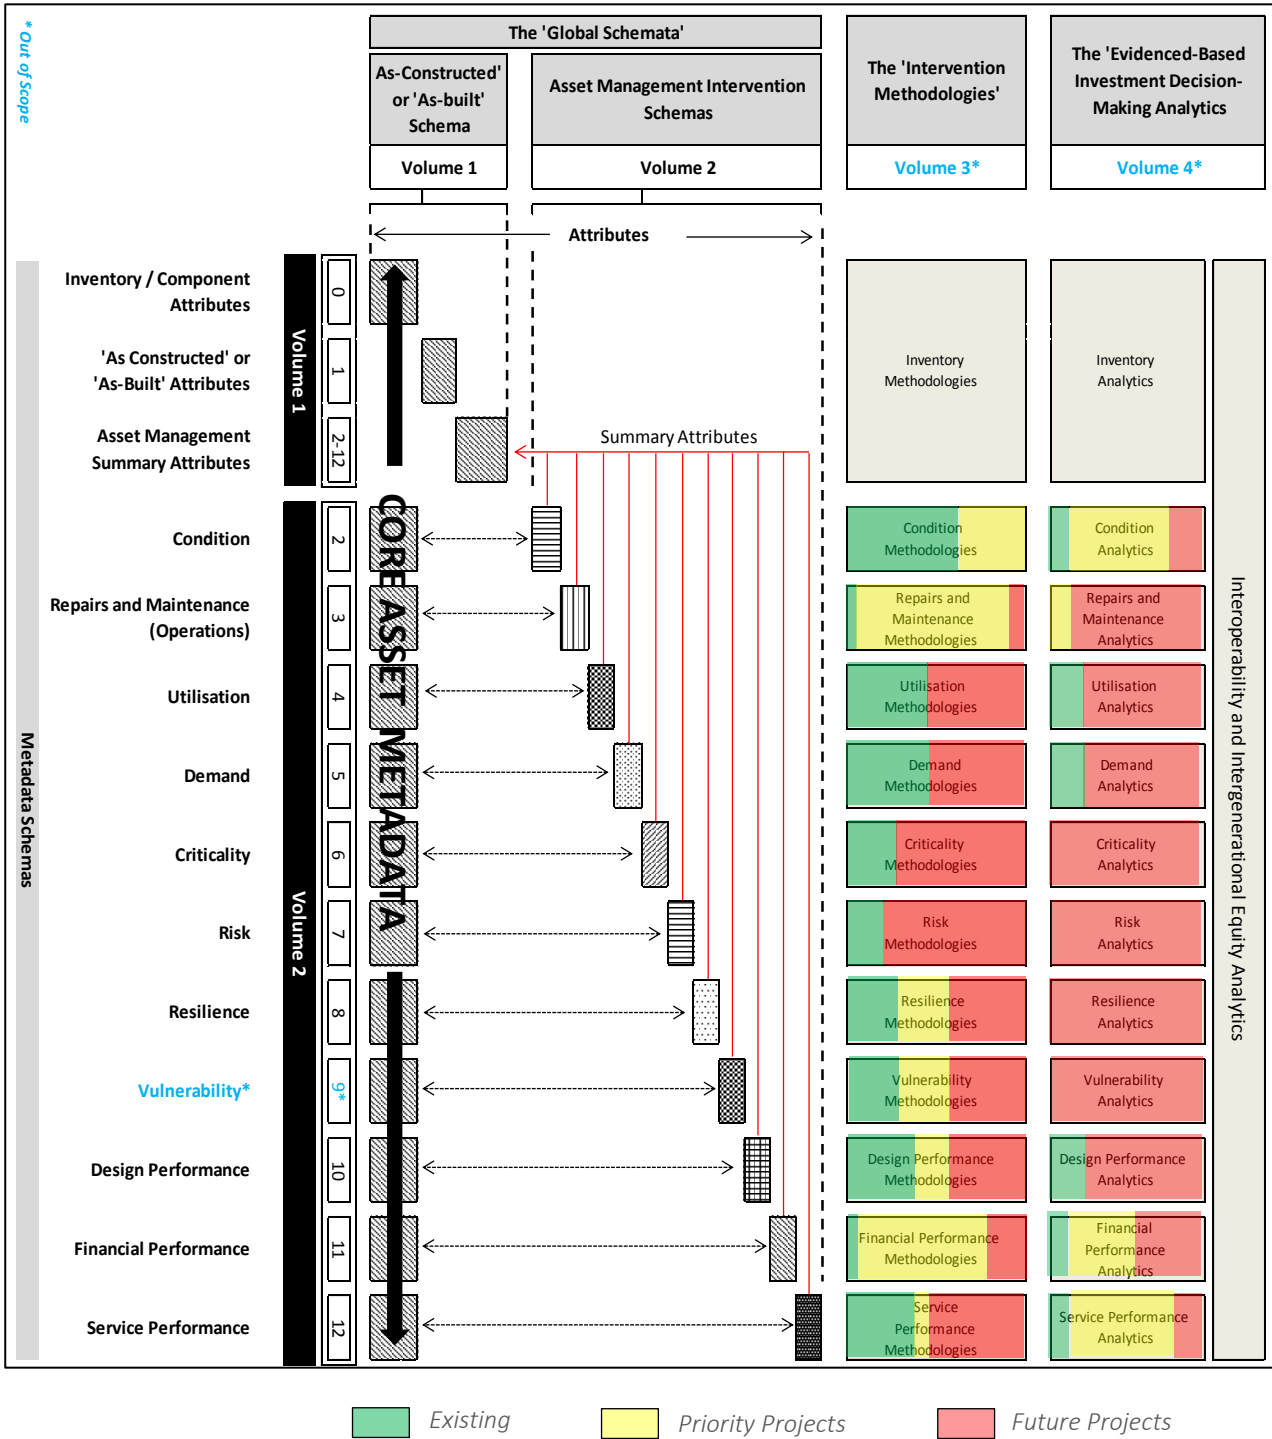 * Out of Scope
The 'Global Schemata'
As-Constructed'
or 'As-built'
Schema
Asset Management Intervention
Schemas
The 'Intervention
Methodologies'
The 'Evidenced-Based
Investment Decision-
Making Analytics
Volume 1
Volume 2
Volume 3*
Volume 4*
Attributes
Metadata Schemas
Volume 1
Inventory / Component
Attributes
0
'As Constructed' or
'As-Built' Attributes
1
Asset Management
Summary Attributes
2-12
Summary Attributes
Inventory
Methodologies
Inventory
Analytics
Interoperability and Intergenerational Equity Analytics
CORE ASSET METADATA
Volume 2
Condition
2
Condition
Methodologies
Condition
Analytics
Repairs and Maintenance
(Operations)
3
Repairs and
Maintenance
Methodologies
Repairs and
Maintenance
Analytics
Utilisation
4
Utilisation
Methodologies
Utilisation
Analytics
Demand
5
Demand
Methodologies
Demand
Analytics
Criticality
6
Criticality
Methodologies
Criticality
Analytics
Risk
7
Risk
Methodologies
Risk
Analytics
Resilience
8
Resilience
Methodologies
Resilience
Analytics
Vulnerability*
9*
Vulnerability
Methodologies
Vulnerability
Analytics
Design Performance
10
Design Performance
Methodologies
Design Performance
Analytics
Financial Performance
11
Financial Performance
Methodologies
Financial
Performance
Analytics
Service Performance
12
Service
Performance
Methodologies
Service Performance
Analytics
Existing
Priority Projects
Future Projects